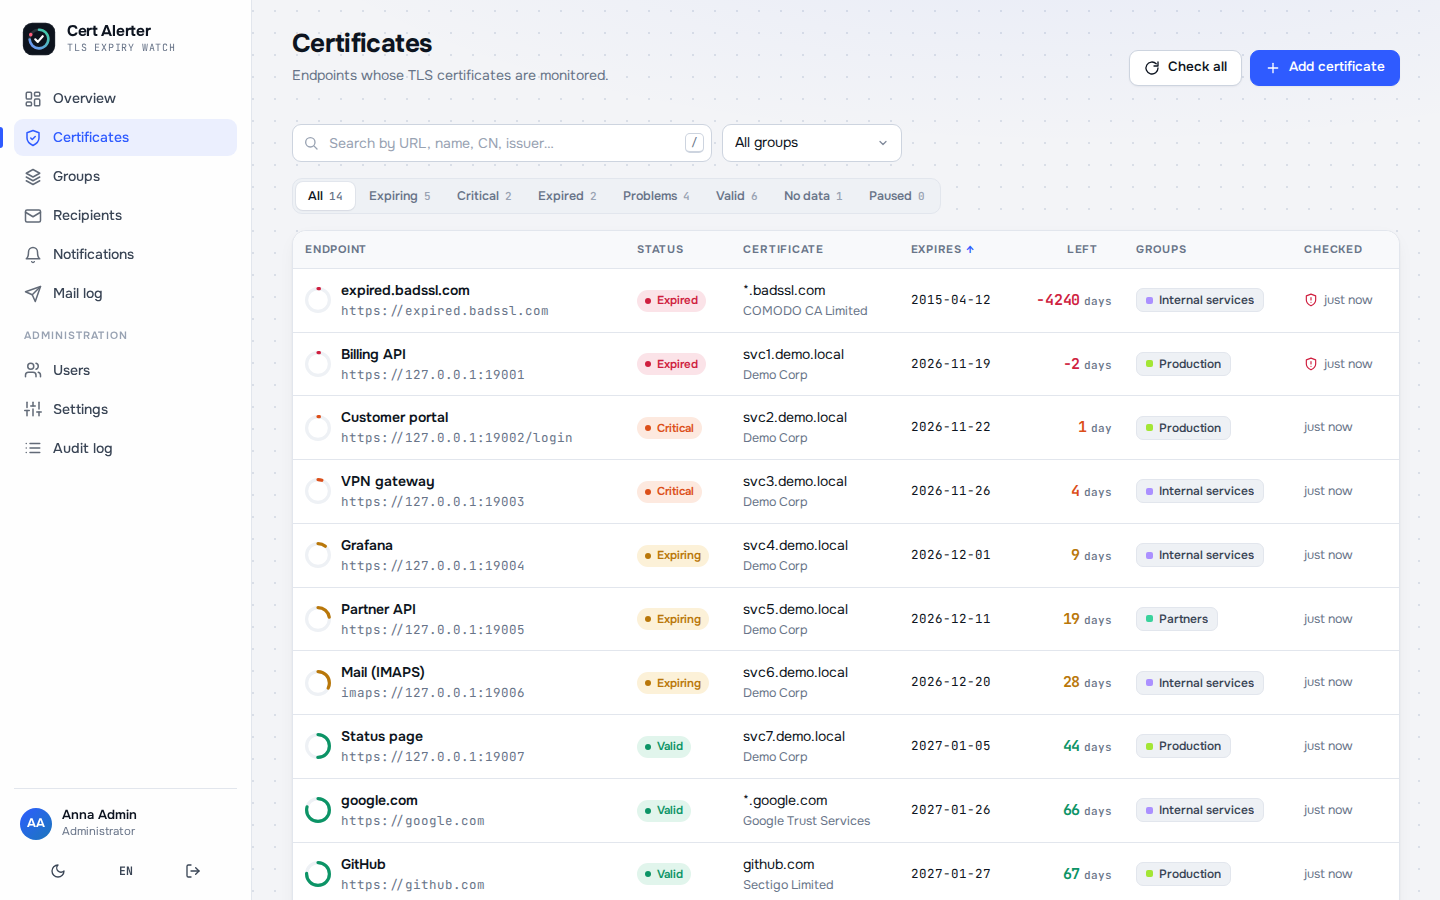 Cert Alerter
TLS EXPIRY WATCH
Overview
Certificates
Groups
Recipients
Notifications
Mail log
ADMINISTRATION
Users
Settings
Audit log
AA
Anna Admin
Administrator
EN
Certificates
Endpoints whose TLS certificates are monitored.
Check all
Add certificate
Search by URL, name, CN, issuer... /
All groups
All 14 Expiring 5 Critical 2 Expired 2 Problems 4 Valid 6 No data 1 Paused 0
ENDPOINT STATUS CERTIFICATE EXPIRES LEFT GROUPS CHECKED
expired.badssl.com
https://expired.badssl.com
Expired
*.badssl.com
COMODO CA Limited
2015-04-12
-4240 days
Internal services
just now
Billing API
https://127.0.0.1:19001
Expired
svc1.demo.local
Demo Corp
2026-11-19
-2 days
Production
just now
Customer portal
https://127.0.0.1:19002/login
Critical
svc2.demo.local
Demo Corp
2026-11-22
1 day
Production
just now
VPN gateway
https://127.0.0.1:19003
Critical
svc3.demo.local
Demo Corp
2026-11-26
4 days
Internal services
just now
Grafana
https://127.0.0.1:19004
Expiring
svc4.demo.local
Demo Corp
2026-12-01
9 days
Internal services
just now
Partner API
https://127.0.0.1:19005
Expiring
svc5.demo.local
Demo Corp
2026-12-11
19 days
Partners
just now
Mail (IMAPS)
imaps://127.0.0.1:19006
Expiring
svc6.demo.local
Demo Corp
2026-12-20
28 days
Internal services
just now
Status page
https://127.0.0.1:19007
Valid
svc7.demo.local
Demo Corp
2027-01-05
44 days
Production
just now
google.com
https://google.com
Valid
*.google.com
Google Trust Services
2027-01-26
66 days
Internal services
just now
GitHub
https://github.com
Valid
github.com
Sectigo Limited
2027-01-27
67 days
Production
just now